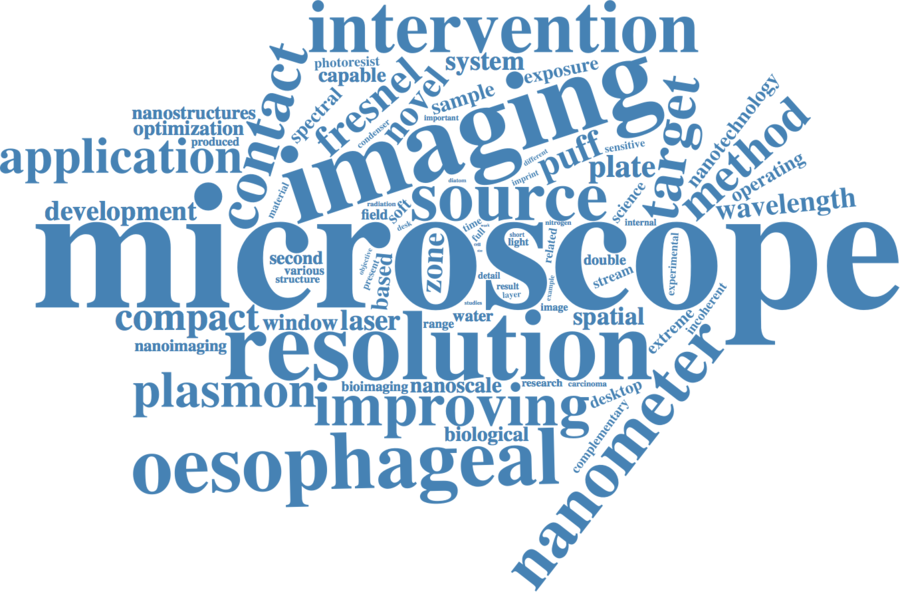 intervention
photoresist
capable
system
contact
spectral
fresnel
novel
sample
exposure
important
condenser
imaging
target
nanotechnology
nanostructures
optimization
produced
application
different
puff
sensitive
imprint
plate
method
operating
material
diatom
source
science
internal
wavelength
development
radiation
field
soft
desk
time
full
nitrogen
microscope
second
various
structure
objective
present
based
zone
short
light
related
double
stream
experimental
detail
result
layer
example
studies
image
compact
window
laser
range
water
spatial
extreme
incoherent
nanoimaging
resolution
plasmon
bioimaging
nanoscale
research
carcinoma
desktop
improving
nanometer
biological
complementary
oesophageal